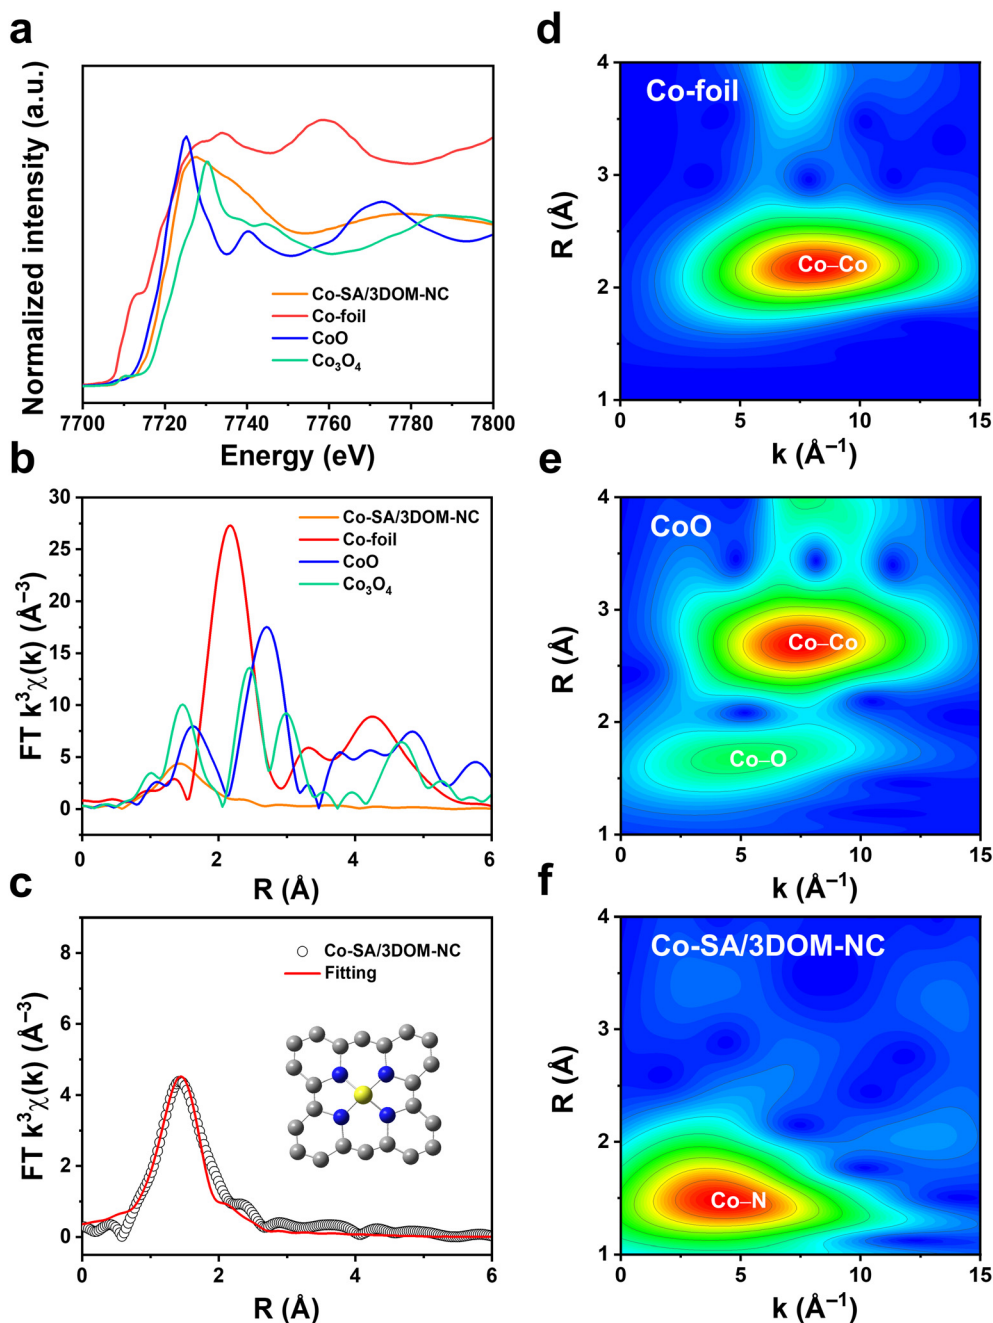 a
Normalized intensity (a.u.)
Co-SA/3DOM-NC
Co-foil
CoO
Co₃O₄
7700 7720 7740 7760 7780 7800
Energy (eV)
b
FT k³χ(k) (Å⁻³)
30
25
20
15
10
5
0
Co-SA/3DOM-NC
Co-foil
CoO
Co₃O₄
0 2 4 6
R (Å)
c
FT k³χ(k) (Å⁻³)
8
6
4
2
0
Co-SA/3DOM-NC
Fitting
0 2 4 6
R (Å)
d
Co-foil
R (Å)
4
3
2
1
Co–Co
0 5 10 15
k (Å⁻¹)
e
CoO
R (Å)
4
3
2
1
Co–Co
Co–O
0 5 10 15
k (Å⁻¹)
f
Co-SA/3DOM-NC
R (Å)
4
3
2
1
Co–N
0 5 10 15
k (Å⁻¹)